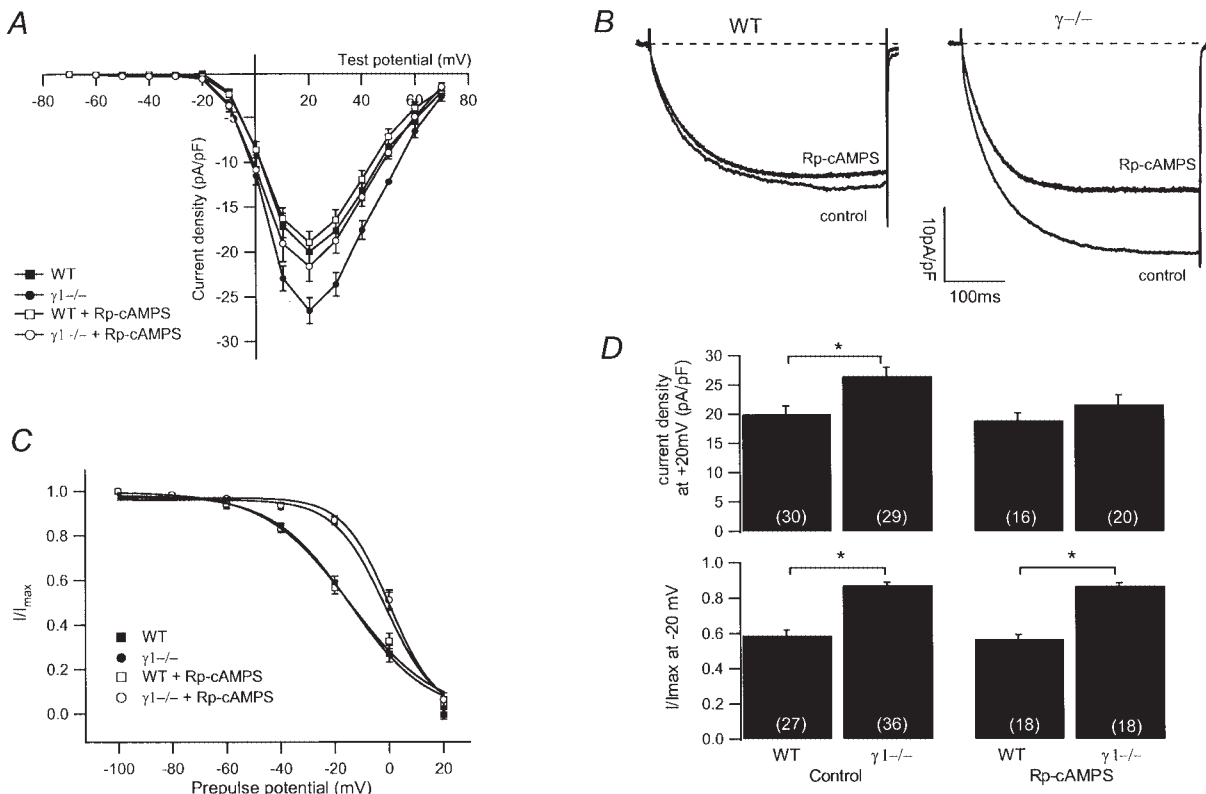 A
Test potential (mV)
-80 -60 -40 -20 20 40 60 80
-5
-10
-15
-20
-25
-30
Current density (pA/pF)
WT
γ1−/−
WT + Rp-cAMPS
γ1−/− + Rp-cAMPS
B
WT
γ−/−
Rp-cAMPS
control
Rp-cAMPS
control
10pA/pF
100ms
C
1.0
0.8
0.6
0.4
0.2
0.0
I/Imax
WT
γ1−/−
WT + Rp-cAMPS
γ1−/− + Rp-cAMPS
-100 -80 -60 -40 -20 0 20
Prepulse potential (mV)
D
30
25
20
15
10
5
0
current density
at +20mV (pA/pF)
*
(30) (29) (16) (20)
1.0
0.8
0.6
0.4
0.2
0.0
I/Imax at -20 mV
* *
(27) (36) (18) (18)
WT γ1−/− WT γ1−/−
Control Rp-cAMPS